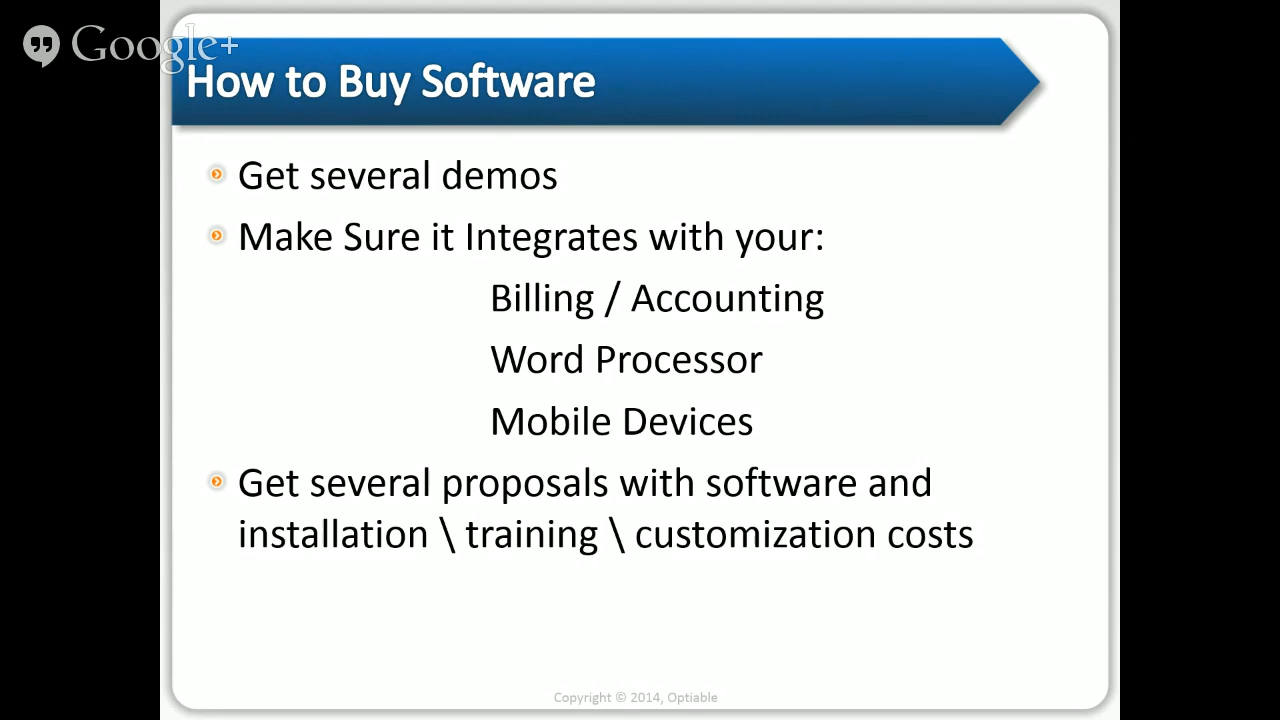 Google+
How to Buy Software
Get several demos
Make Sure it Integrates with your:
Billing / Accounting
Word Processor
Mobile Devices
Get several proposals with software and
installation \ training \ customization costs
Copyright © 2014, Optiable